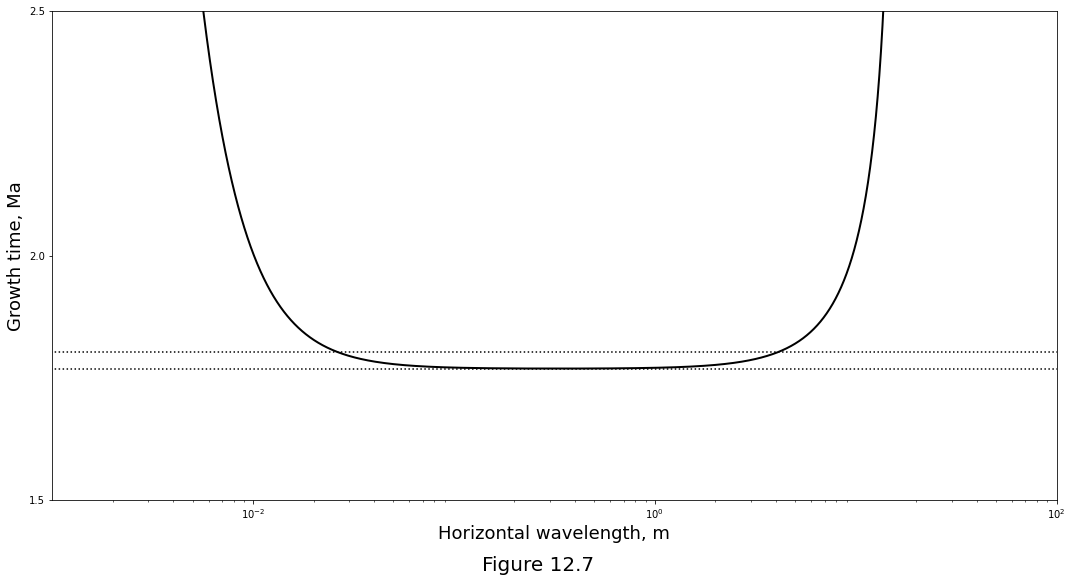 2.5
2.0
1.5
Growth time, Ma
10⁻²
10⁰
10²
Horizontal wavelength, m
Figure 12.7